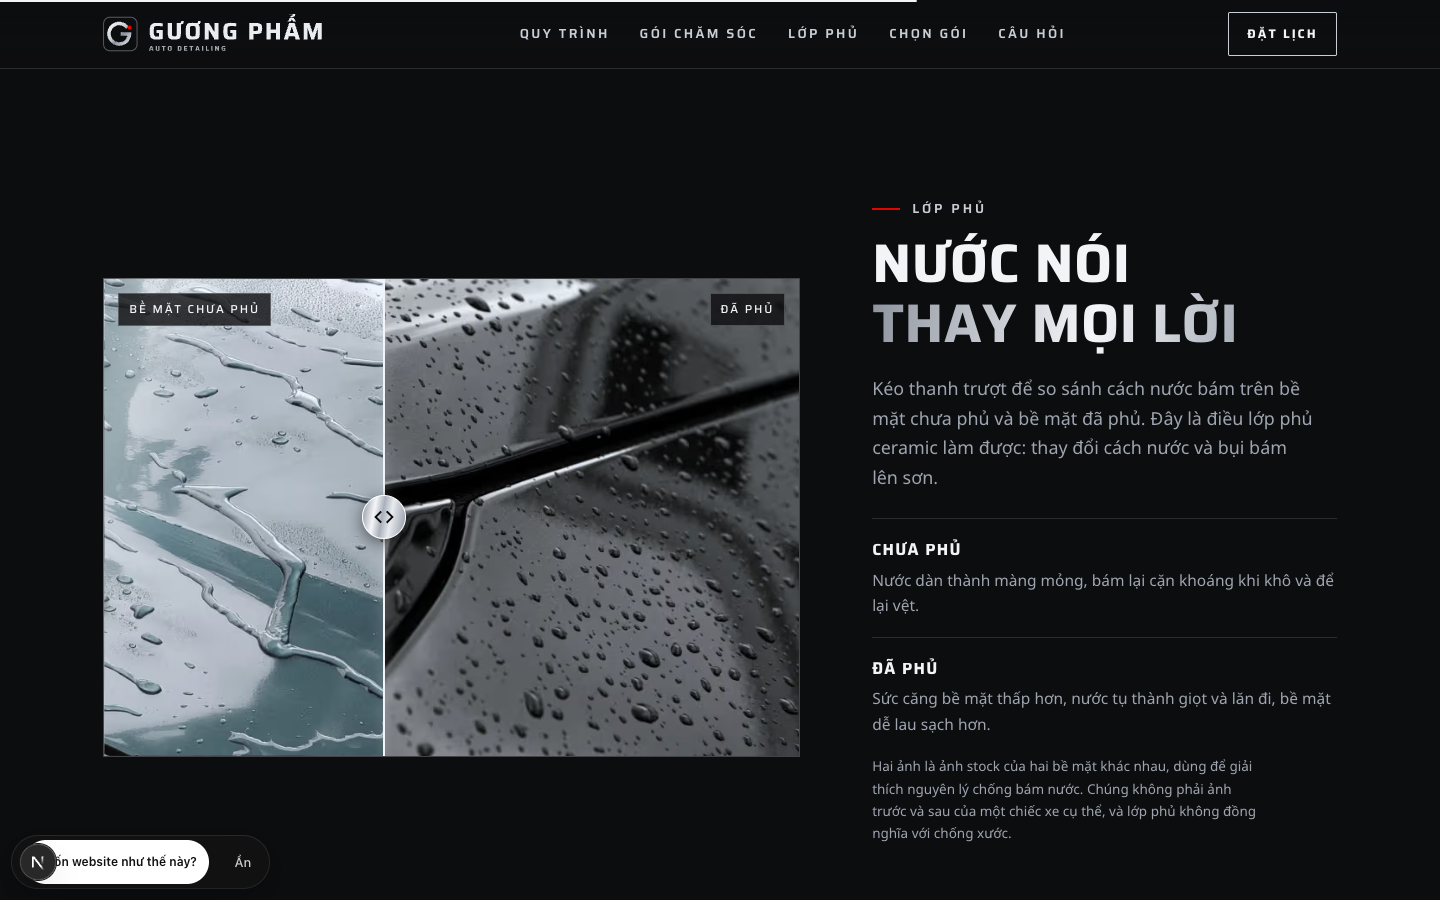 GƯƠNG PHẨM
AUTO DETAILING
QUY TRÌNH
GÓI CHĂM SÓC
LỚP PHỦ
CHỌN GÓI
CÂU HỎI
ĐẶT LỊCH
BỀ MẶT CHƯA PHỦ
ĐÃ PHỦ
LỚP PHỦ
NƯỚC NÓI
THAY MỌI LỜI
Kéo thanh trượt để so sánh cách nước bám trên bề
mặt chưa phủ và bề mặt đã phủ. Đây là điều lớp phủ
ceramic làm được: thay đổi cách nước và bụi bám
lên sơn.
CHƯA PHỦ
Nước dàn thành màng mỏng, bám lại cặn khoáng khi khô và để
lại vệt.
ĐÃ PHỦ
Sức căng bề mặt thấp hơn, nước tụ thành giọt và lăn đi, bề mặt
dễ lau sạch hơn.
Hai ảnh là ảnh stock của hai bề mặt khác nhau, dùng để giải
thích nguyên lý chống bám nước. Chúng không phải ảnh
trước và sau của một chiếc xe cụ thể, và lớp phủ không đồng
nghĩa với chống xước.
website như thế này?
Ẩn